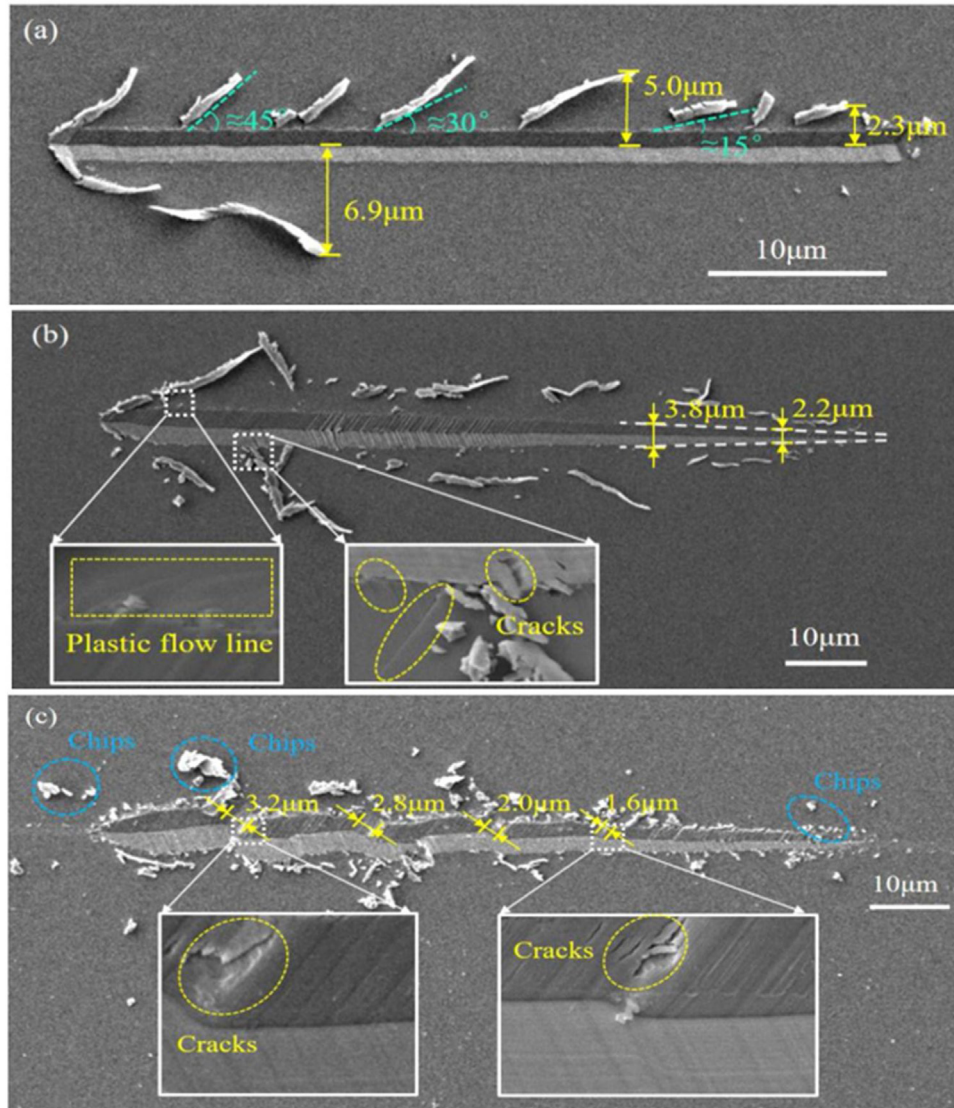 (a)
5.0μm
≈45°
≈30°
≈15°
2.3μm
6.9μm
10μm
(b)
3.8μm
2.2μm
Plastic flow line
Cracks
10μm
(c)
Chips
Chips
Chips
3.2μm
2.8μm
2.0μm
1.6μm
10μm
Cracks
Cracks